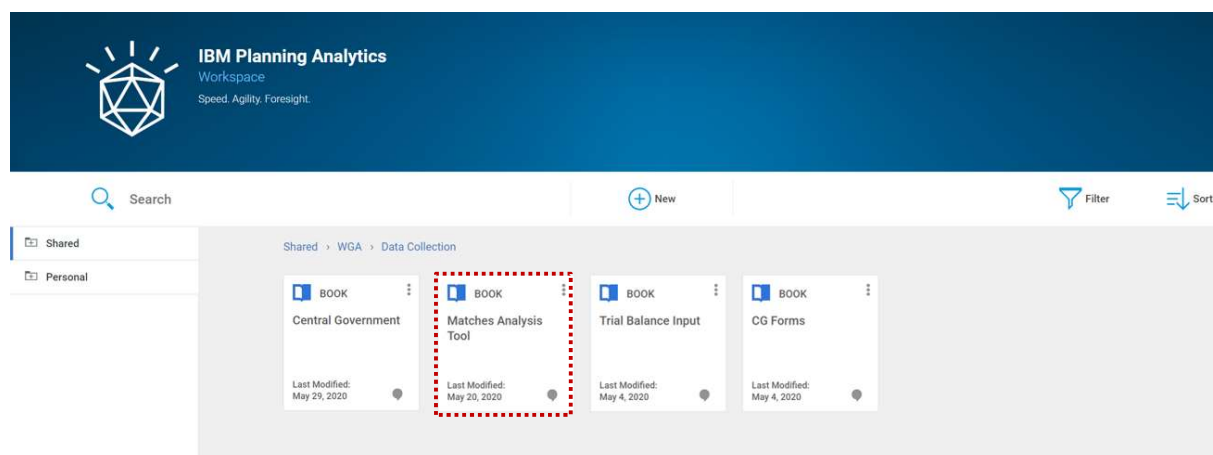 IBM Planning Analytics
Workspace
Speed. Agility. Foresight.
Search
New
Filter
Sort
Shared
Personal
Shared › WGA › Data Collection
BOOK
Central Government
Last Modified:
May 29, 2020
BOOK
Matches Analysis
Tool
Last Modified:
May 20, 2020
BOOK
Trial Balance Input
Last Modified:
May 4, 2020
BOOK
CG Forms
Last Modified:
May 4, 2020